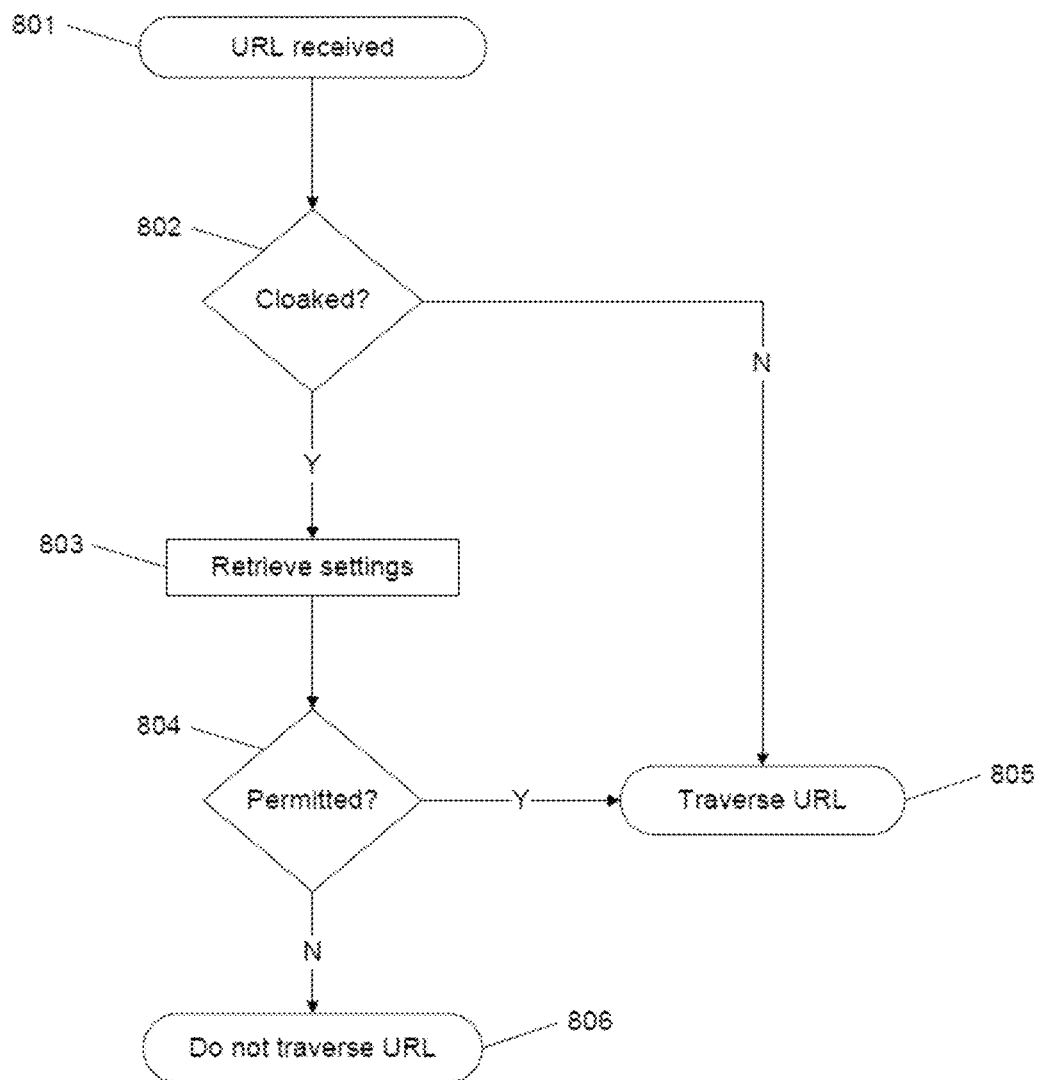 801
URL received
802
Cloaked?
N
Y
803
Retrieve settings
804
Permitted?
Y
Traverse URL
805
N
806
Do not traverse URL